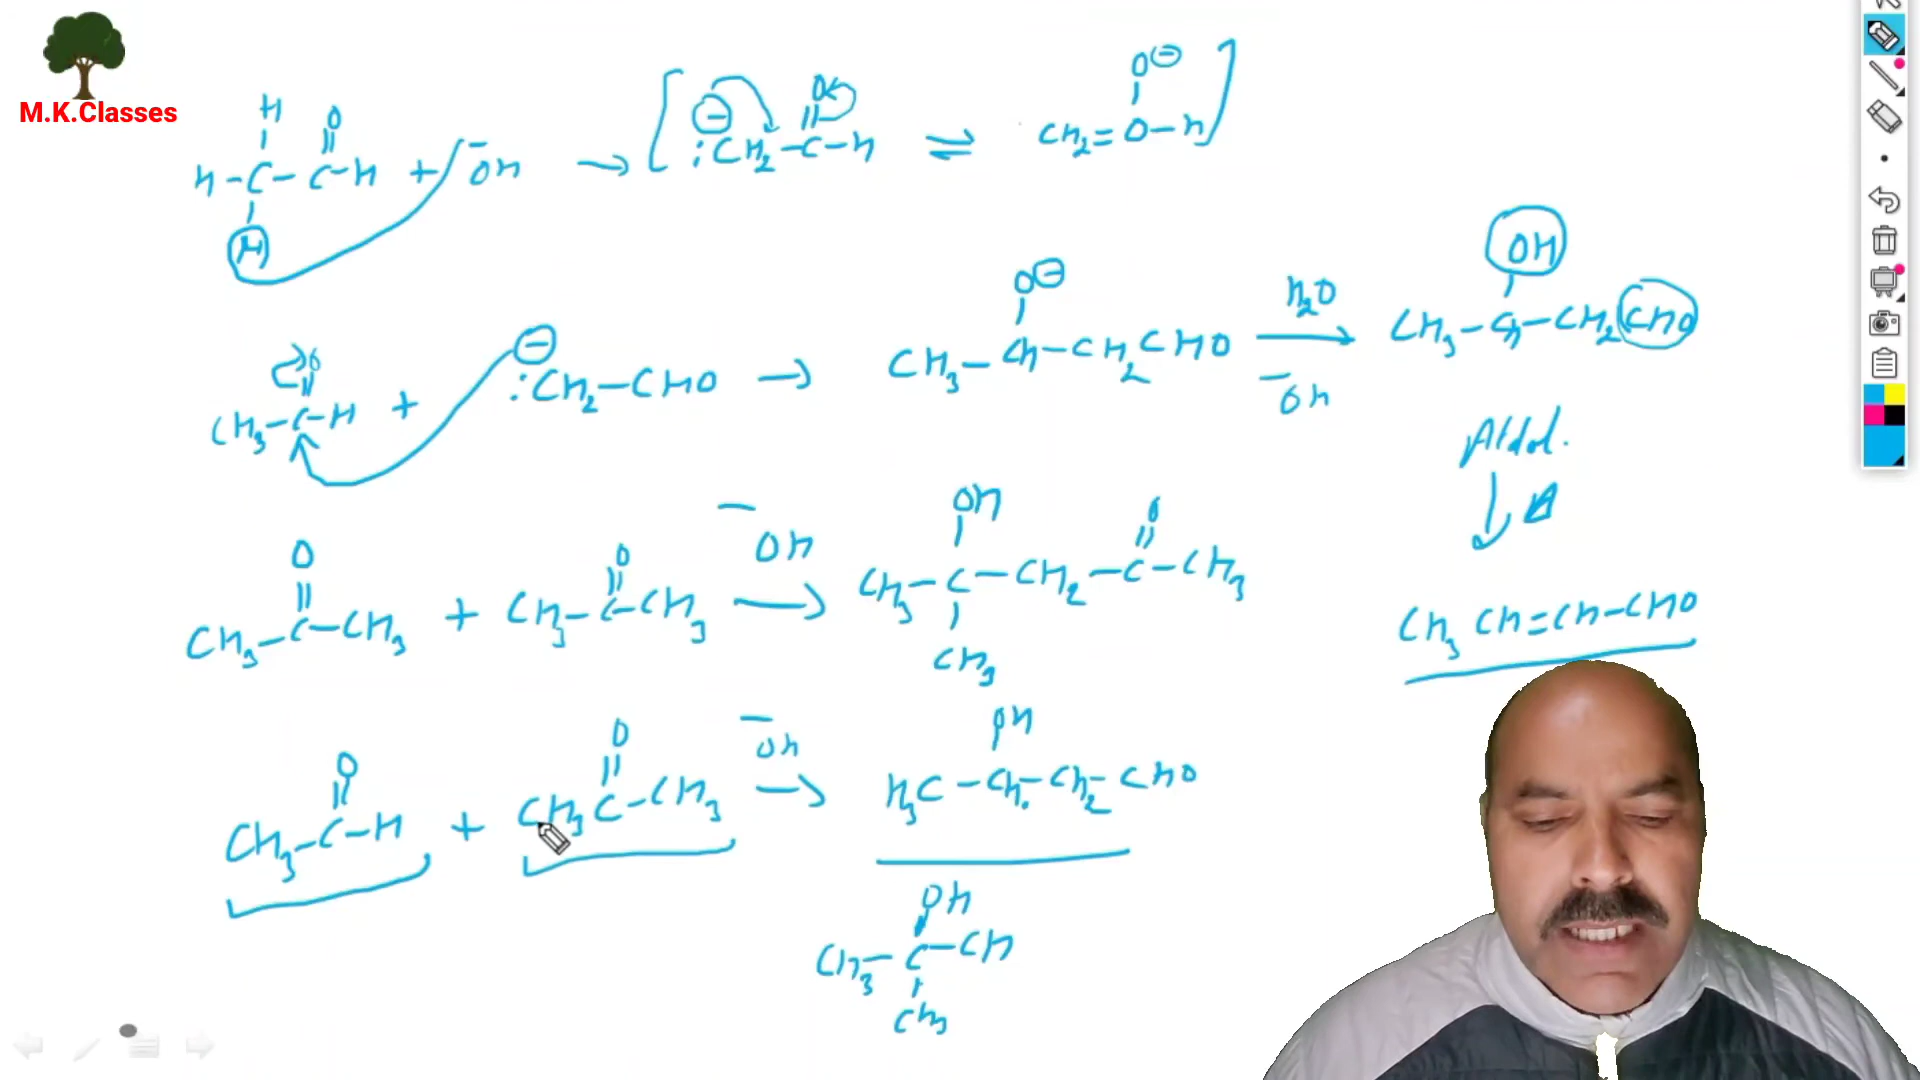 M.K.Classes
H
O
H-C-C-H + ⁻OH → [⊖:CH₂-C-H ⇌ CH₂=O-H]
H
O
O⊖
O⊖
OH
CH₃-CH-CH₂CHO H₂O → ⁻OH CH₃-CH-CH₂CHO
⊖
O
CH₃-C-H + :CH₂-CHO →
Aldol.
↓ Δ
CH₃ CH=CH-CHO
O
O
⁻OH
OH
O
CH₃-C-CH₃ + CH₃-C-CH₃ → CH₃-C-CH₂-C-CH₃
CH₃
O
O
⁻OH
OH
CH₃-C-H + CH₃C-CH₃ → H₃C-CH-CH₂-CHO
OH
CH₃-C-CH
CH₃